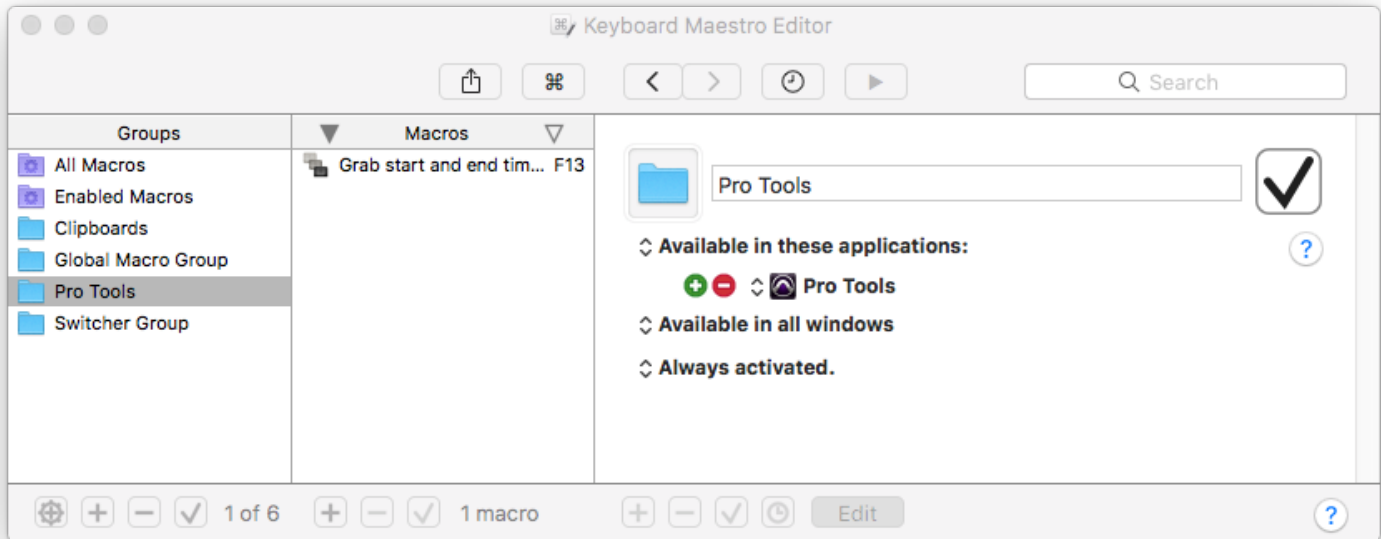 Keyboard Maestro Editor
Search
Groups
All Macros
Enabled Macros
Clipboards
Global Macro Group
Pro Tools
Switcher Group
Macros
Grab start and end tim... F13
Pro Tools
Available in these applications:
Pro Tools
Available in all windows
Always activated.
1 of 6
1 macro
Edit